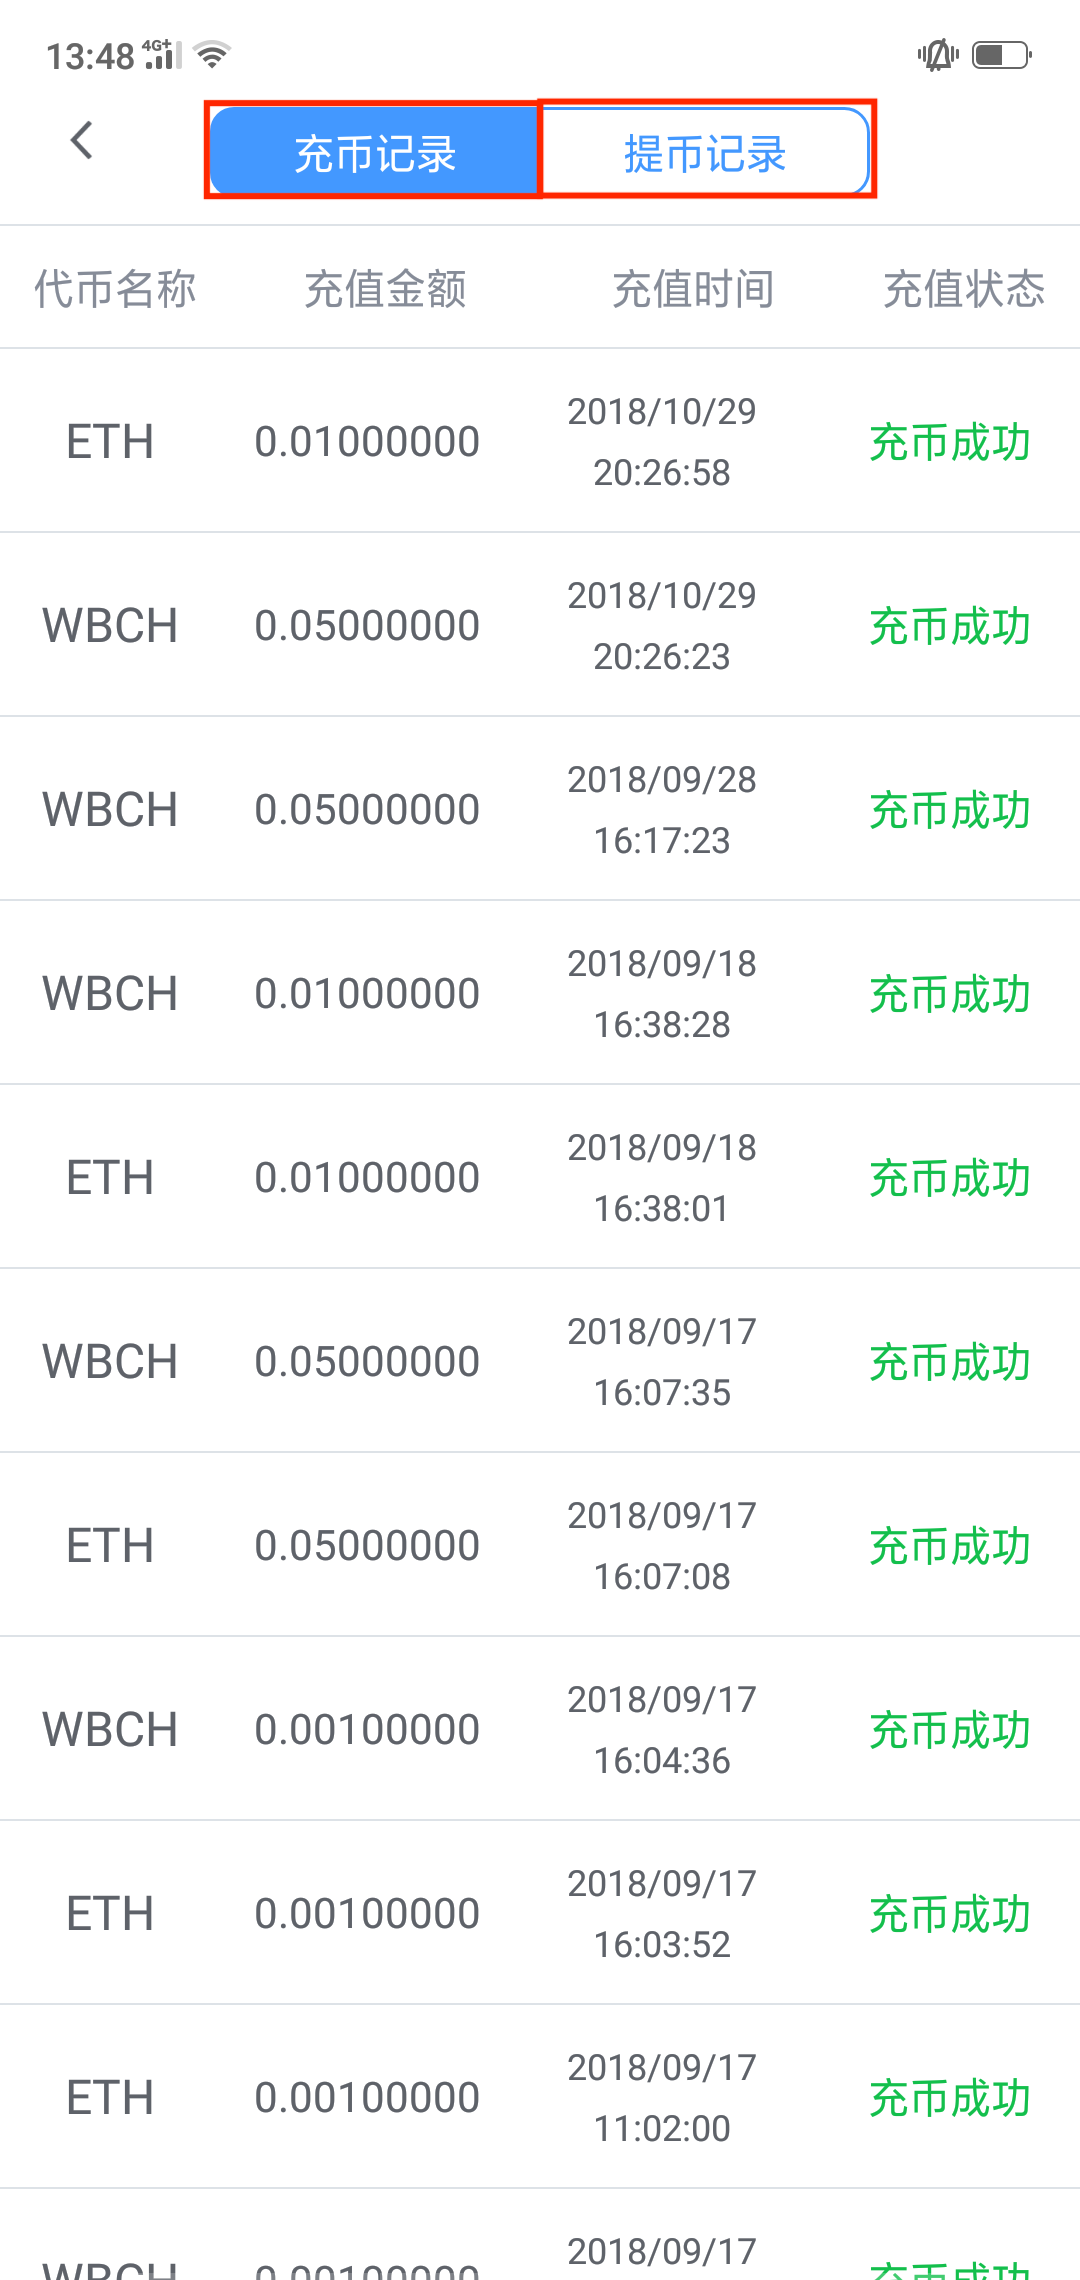 13:48 4G+
充币记录 提币记录
代币名称 充值金额 充值时间 充值状态
ETH 0.01000000 2018/10/29 20:26:58 充币成功
WBCH 0.05000000 2018/10/29 20:26:23 充币成功
WBCH 0.05000000 2018/09/28 16:17:23 充币成功
WBCH 0.01000000 2018/09/18 16:38:28 充币成功
ETH 0.01000000 2018/09/18 16:38:01 充币成功
WBCH 0.05000000 2018/09/17 16:07:35 充币成功
ETH 0.05000000 2018/09/17 16:07:08 充币成功
WBCH 0.00100000 2018/09/17 16:04:36 充币成功
ETH 0.00100000 2018/09/17 16:03:52 充币成功
ETH 0.00100000 2018/09/17 11:02:00 充币成功
WBCH 0.00100000 2018/09/17 充币成功